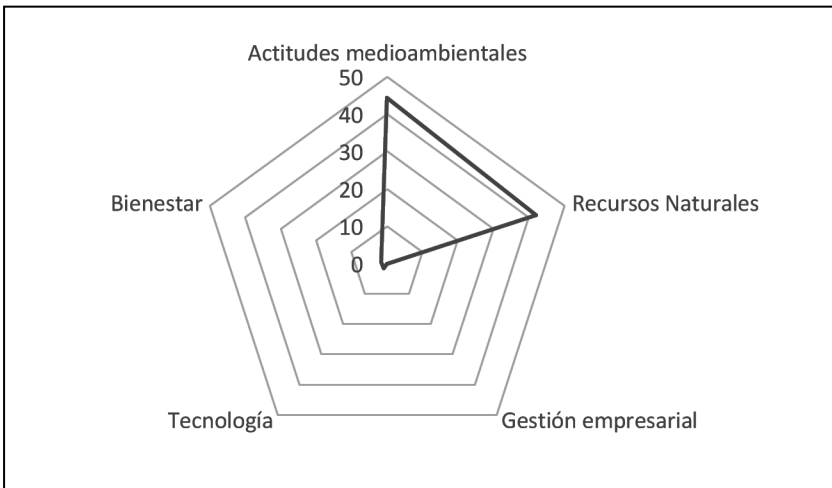 Actitudes medioambientales
50
40
30
20
10
0
Bienestar
Recursos Naturales
Tecnología
Gestión empresarial